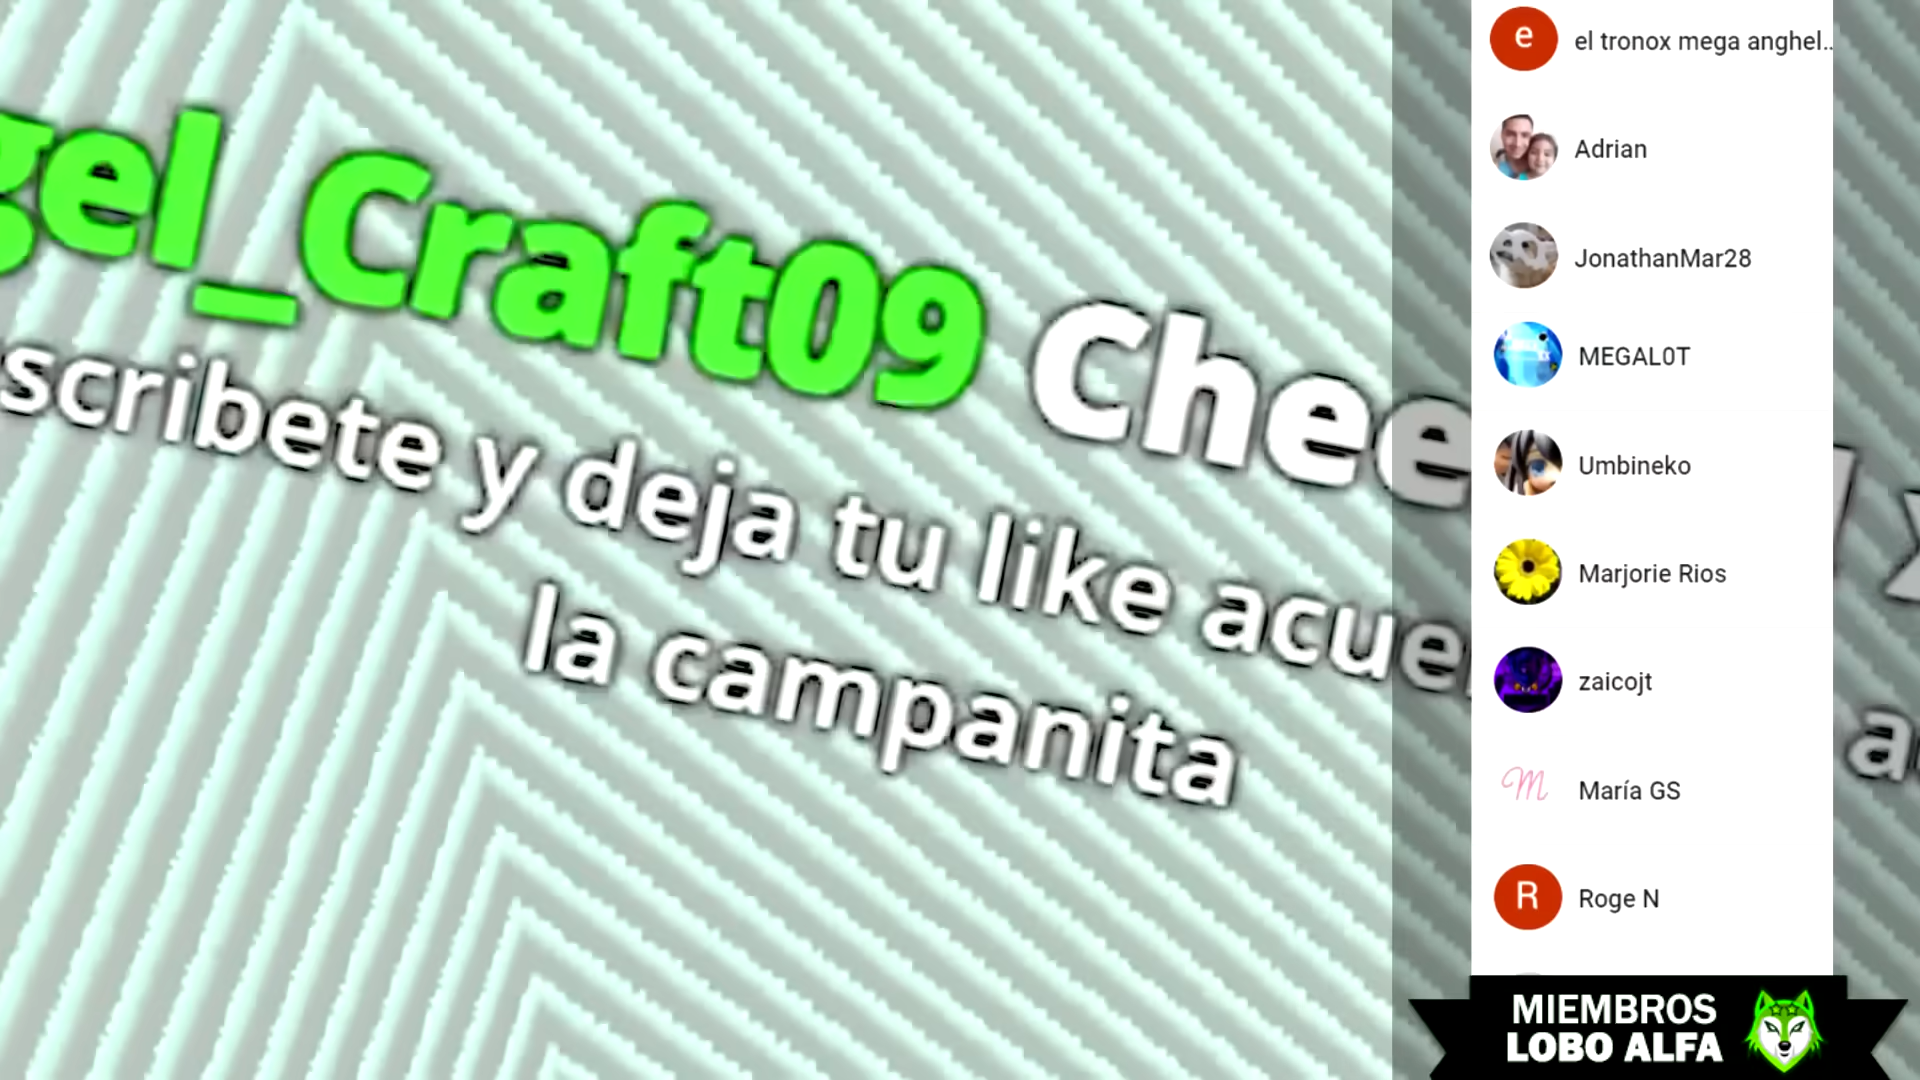 gel_Craft09 Chee
scribete y deja tu like acue
la campanita
el tronox mega anghel..
Adrian
JonathanMar28
MEGAL0T
Umbineko
Marjorie Rios
zaicojt
María GS
R
Roge N
MIEMBROS
LOBO ALFA